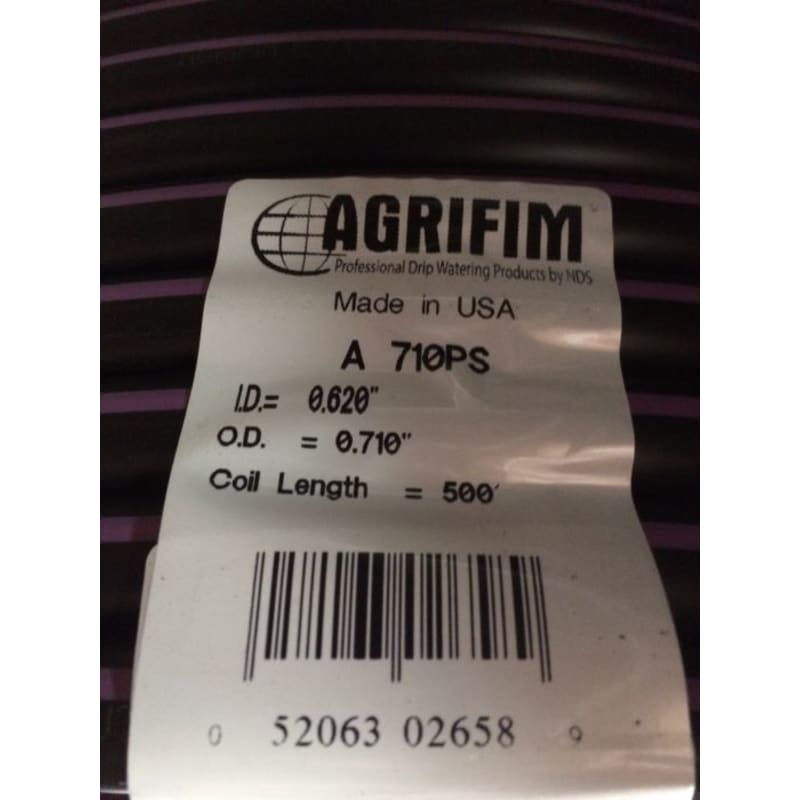 AGRIFIM
Professional Drip Watering Products by NDS
Made in USA
A 710PS
I.D.= 0.620"
O.D. = 0.710"
Coil Length = 500'
0 52063 02658 9